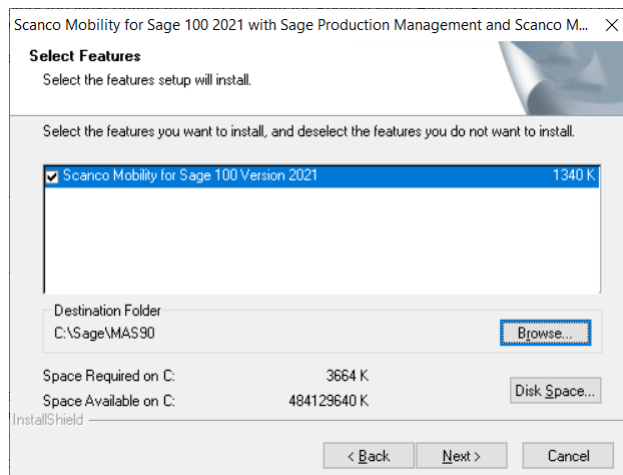 Scanco Mobility for Sage 100 2021 with Sage Production Management and Scanco M...
Select Features
Select the features setup will install.
Select the features you want to install, and deselect the features you do not want to install.
Scanco Mobility for Sage 100 Version 2021 1340 K
Destination Folder
C:\Sage\MAS90 Browse...
Space Required on C: 3664 K
Space Available on C: 484129640 K
Disk Space...
InstallShield
< Back Next > Cancel